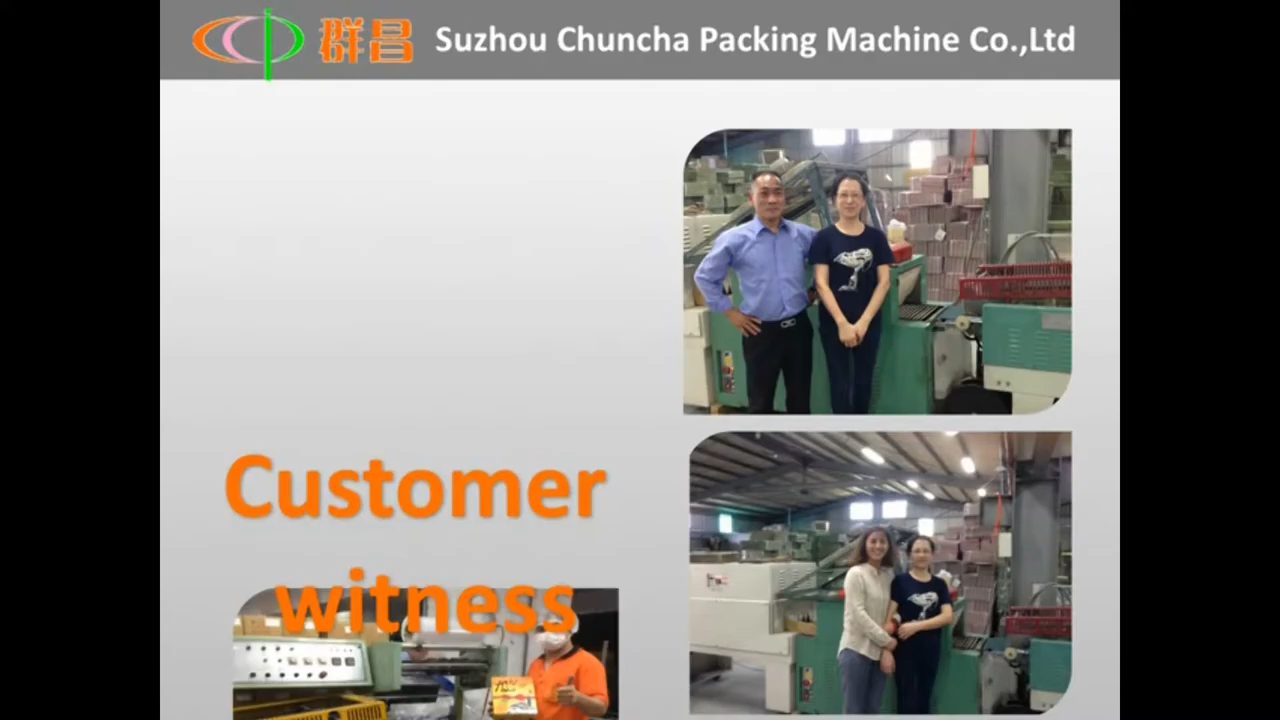 群昌 Suzhou Chuncha Packing Machine Co.,Ltd
Customer
witness